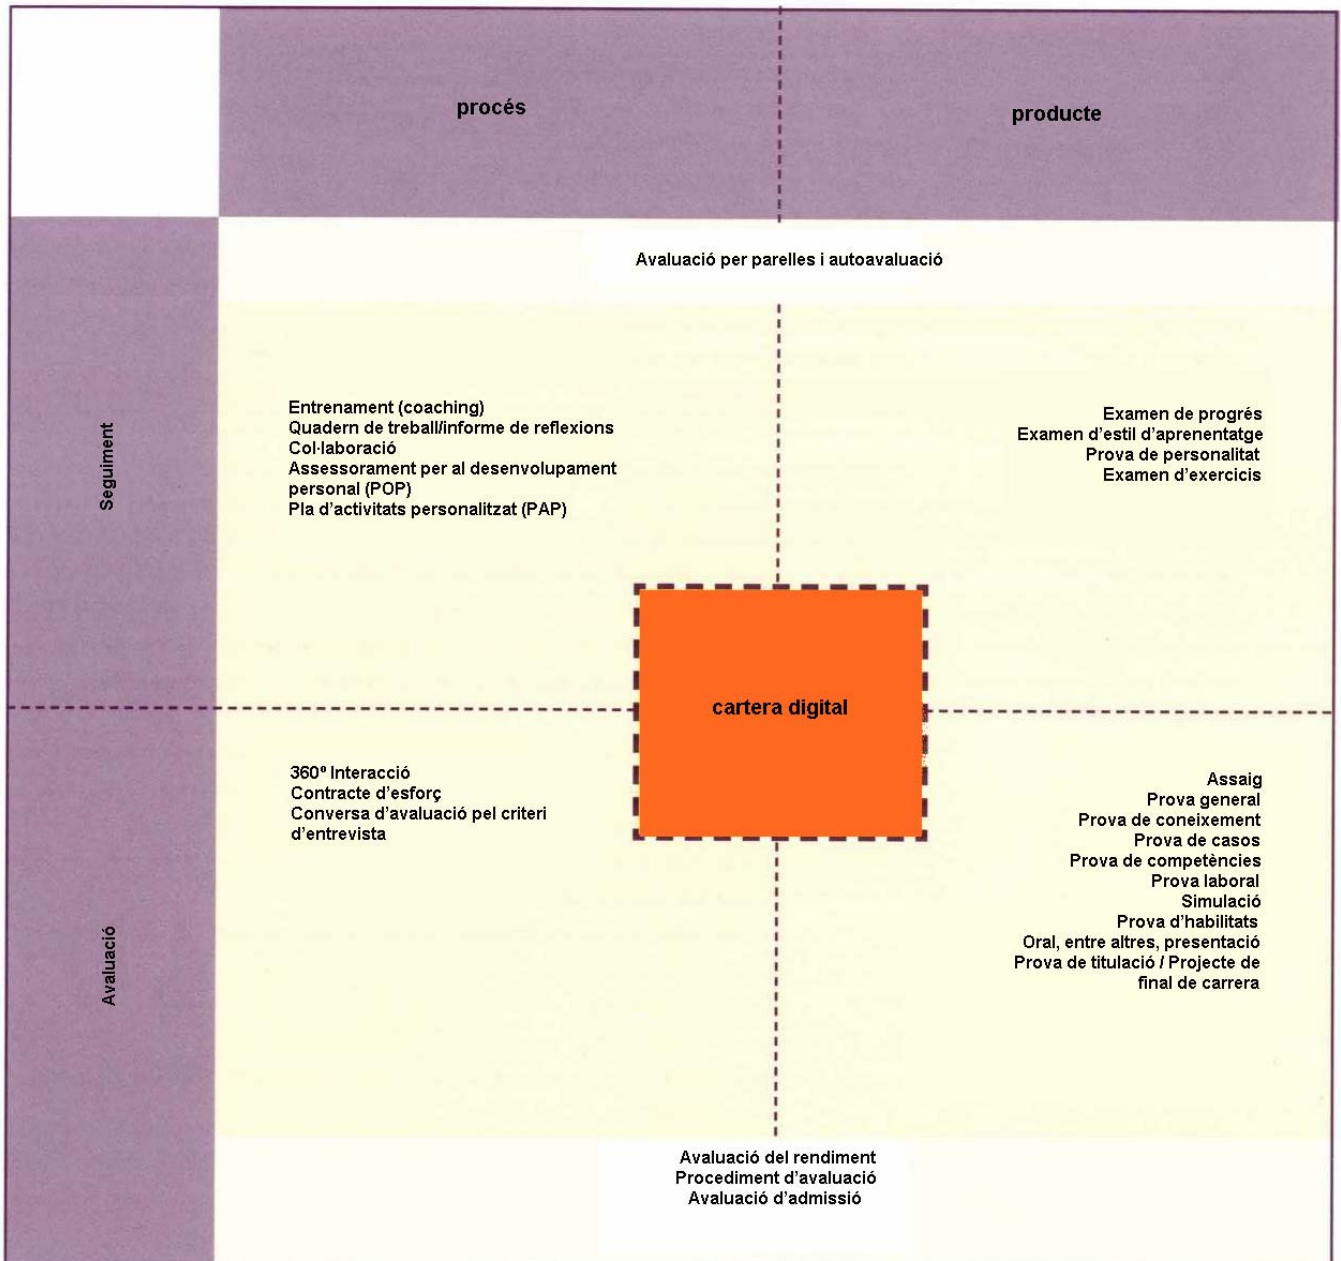 procés
producte
Avaluació per parelles i autoavaluació
Seguiment
Entrenament (coaching)
Quadern de treball/informe de reflexions
Col·laboració
Assessorament per al desenvolupament
personal (POP)
Pla d'activitats personalitzat (PAP)
Examen de progrés
Examen d'estil d'aprenentatge
Prova de personalitat
Examen d'exercicis
cartera digital
Avaluació
360º Interacció
Contracte d'esforç
Conversa d'avaluació pel criteri
d'entrevista
Assaig
Prova general
Prova de coneixement
Prova de casos
Prova de competències
Prova laboral
Simulació
Prova d'habilitats
Oral, entre altres, presentació
Prova de titulació / Projecte de
final de carrera
Avaluació del rendiment
Procediment d'avaluació
Avaluació d'admissió